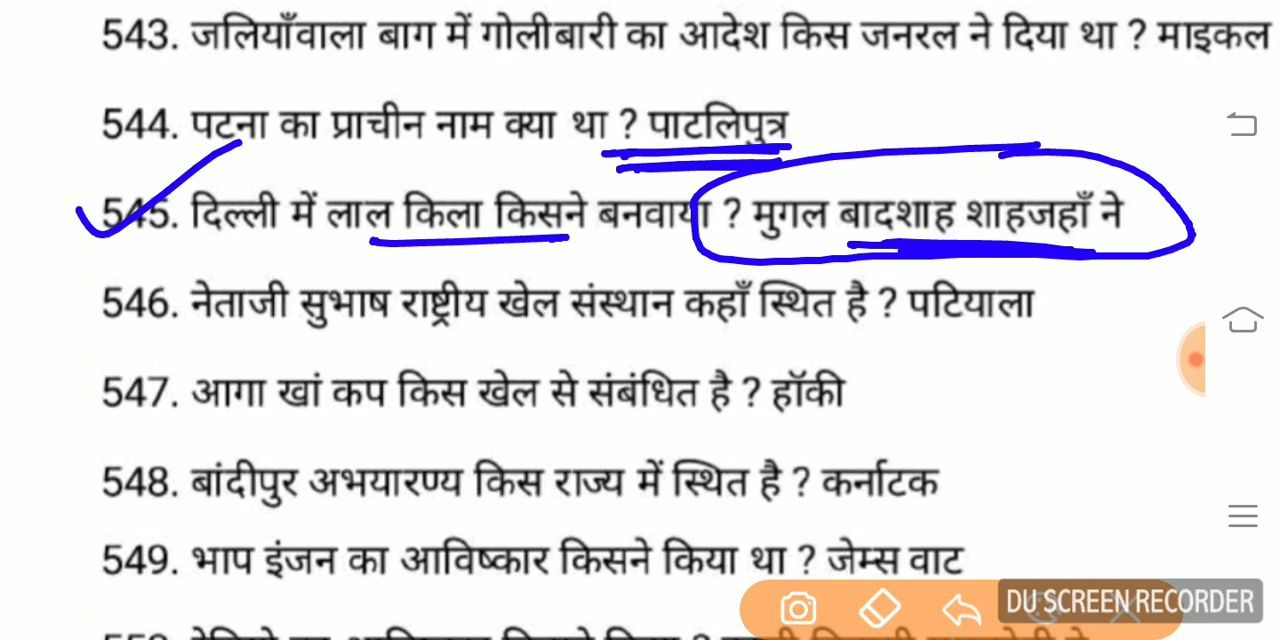 543. जलियाँवाला बाग में गोलीबारी का आदेश किस जनरल ने दिया था ? माइकल
544. पटना का प्राचीन नाम क्या था ? पाटलिपुत्र
545. दिल्ली में लाल किला किसने बनवाया ? मुगल बादशाह शाहजहाँ ने
546. नेताजी सुभाष राष्ट्रीय खेल संस्थान कहाँ स्थित है ? पटियाला
547. आगा खां कप किस खेल से संबंधित है ? हॉकी
548. बांदीपुर अभयारण्य किस राज्य में स्थित है ? कर्नाटक
549. भाप इंजन का आविष्कार किसने किया था ? जेम्स वाट
DU SCREEN RECORDER